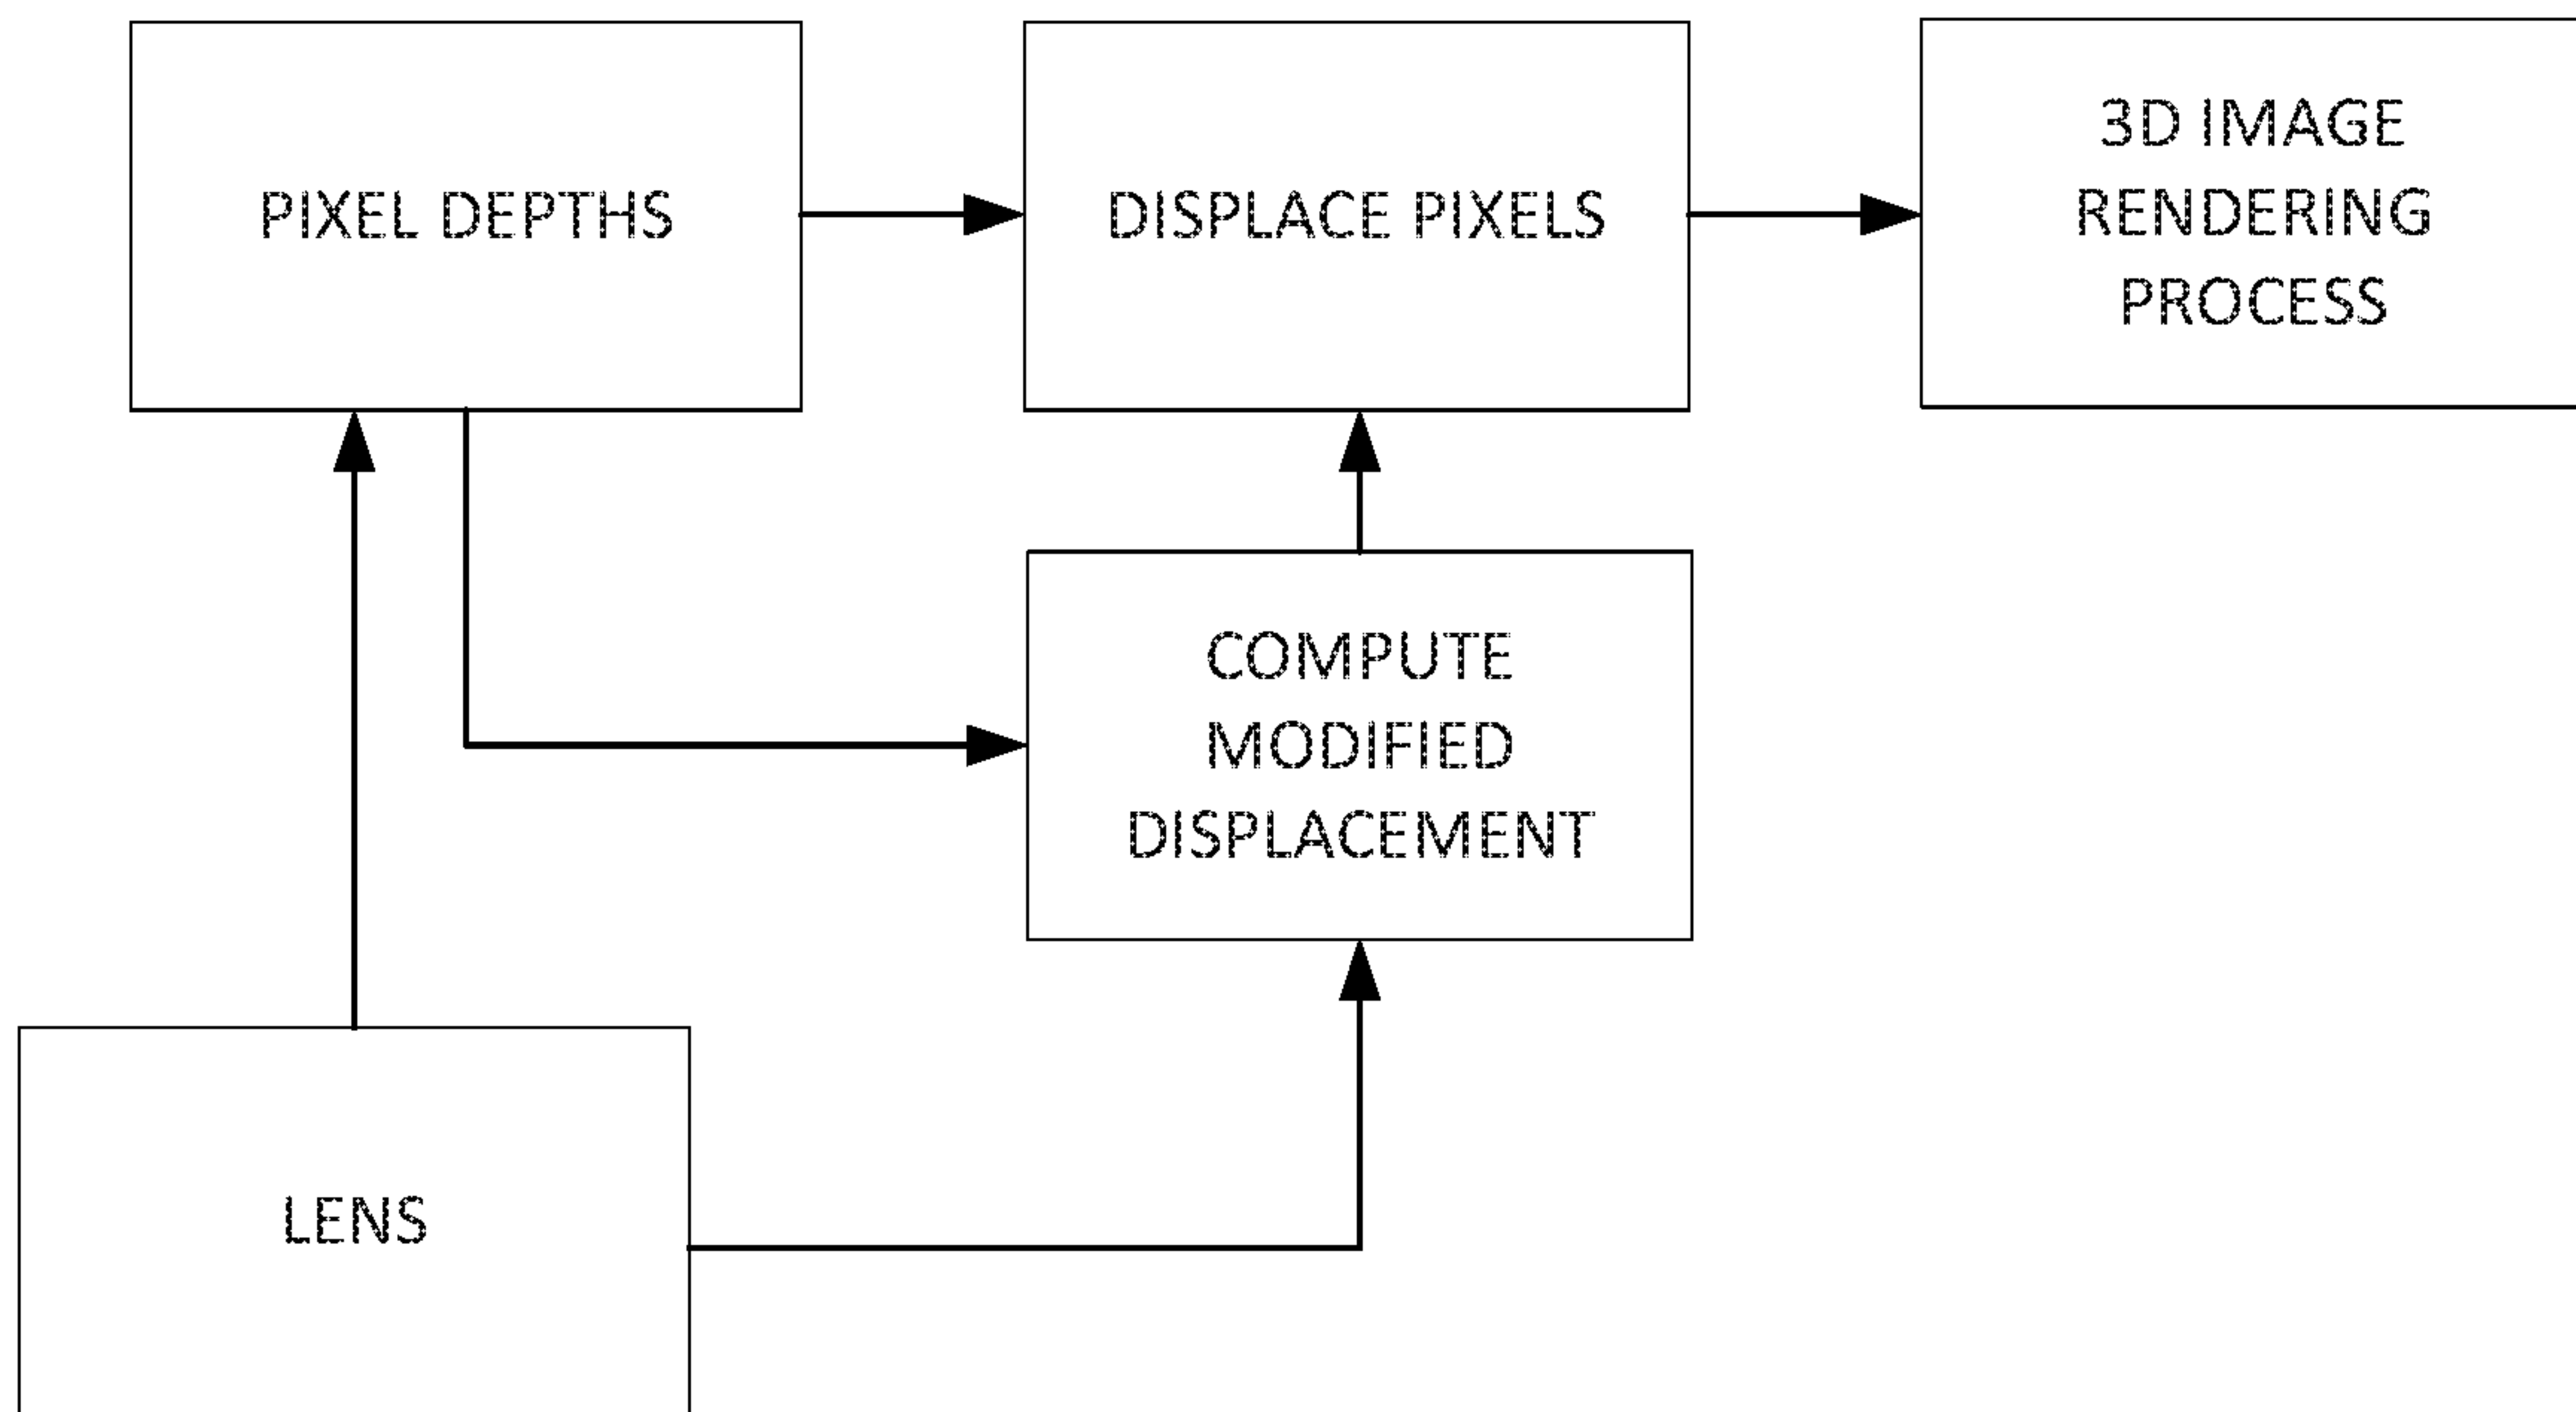 PIXEL DEPTHS
DISPLACE PIXELS
3D IMAGE
RENDERING
PROCESS
COMPUTE
MODIFIED
DISPLACEMENT
LENS